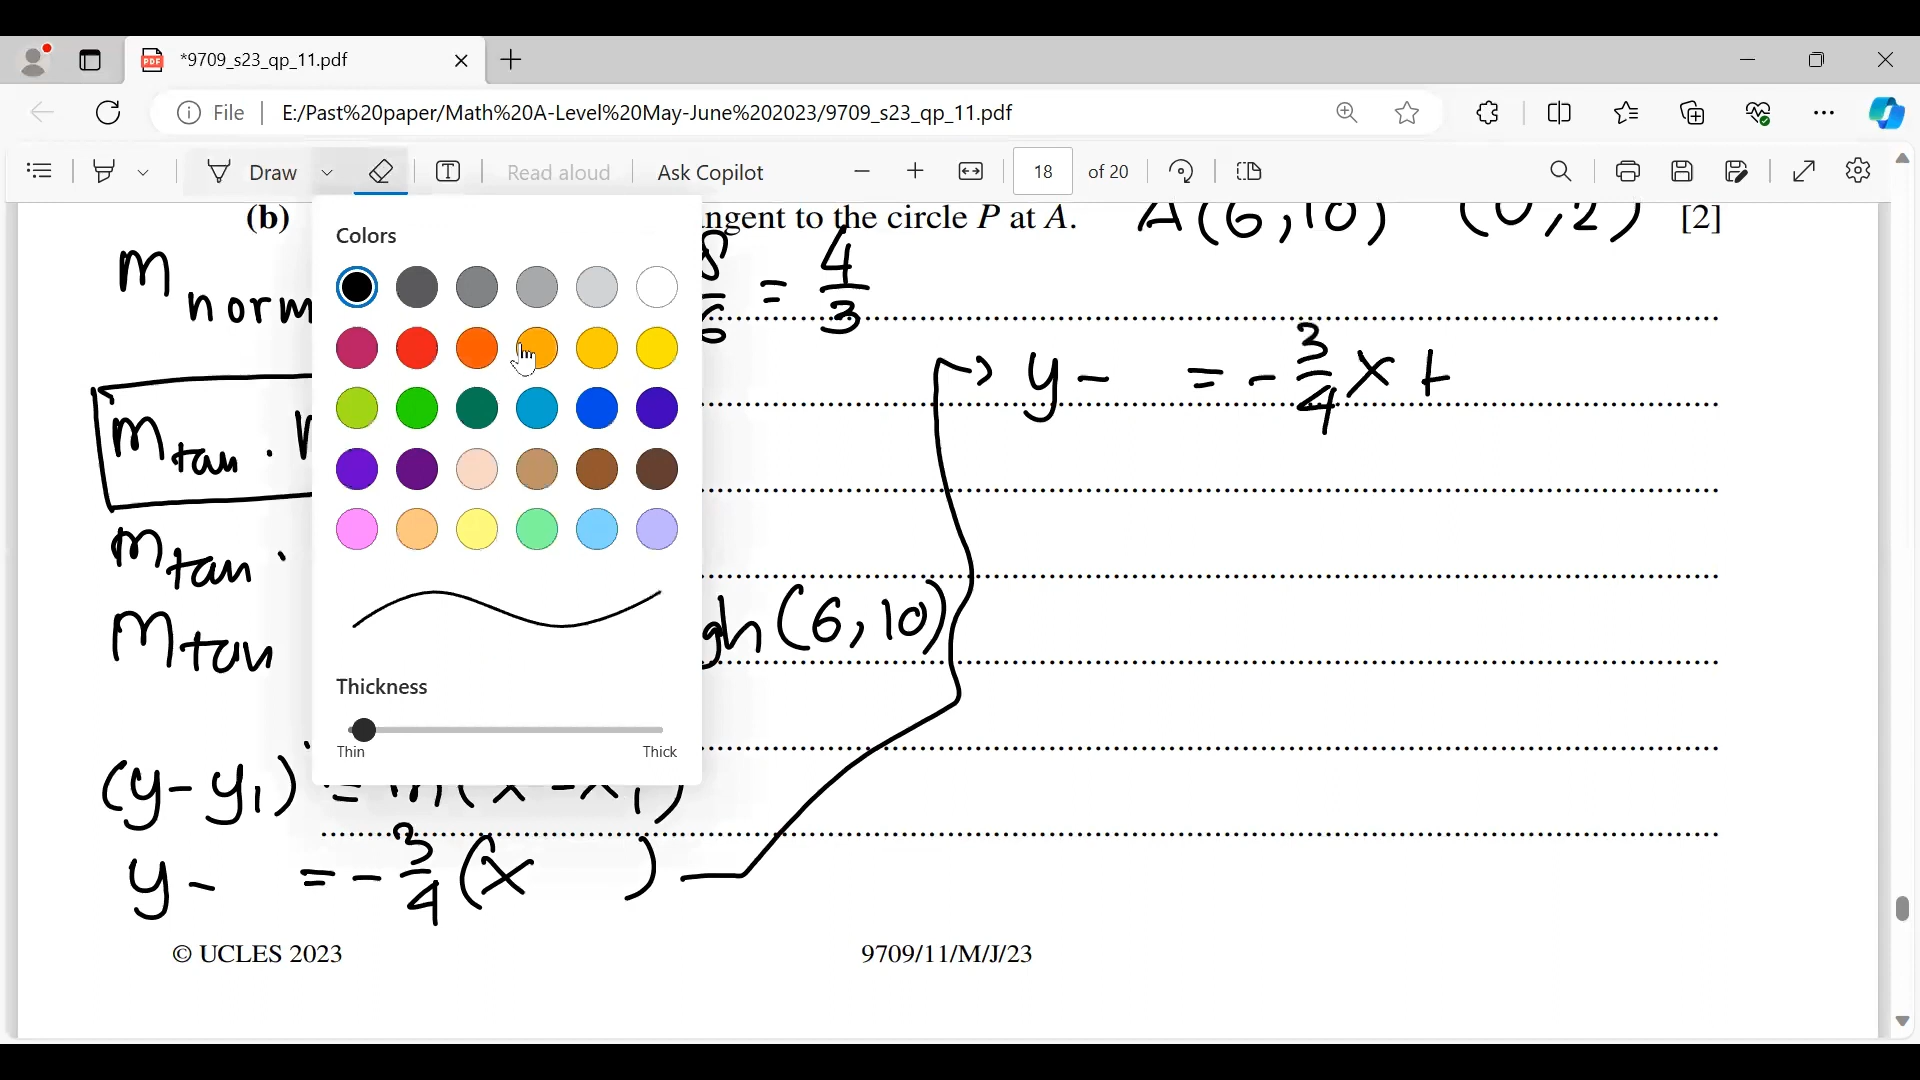 *9709_s23_qp_11.pdf
File E:/Past%20paper/Math%20A-Level%20May-June%202023/9709_s23_qp_11.pdf
Draw Read aloud Ask Copilot 18 of 20
(b) ngent to the circle P at A. A(6,10) (0,2) [2]
Colors
m norm = 4/3
y - = -3/4 x +
m tan .
m tan .
m tan gh (6,10)
Thickness
Thin Thick
(y-y1) = m(x-x1)
y - = -3/4 (x )
© UCLES 2023 9709/11/M/J/23